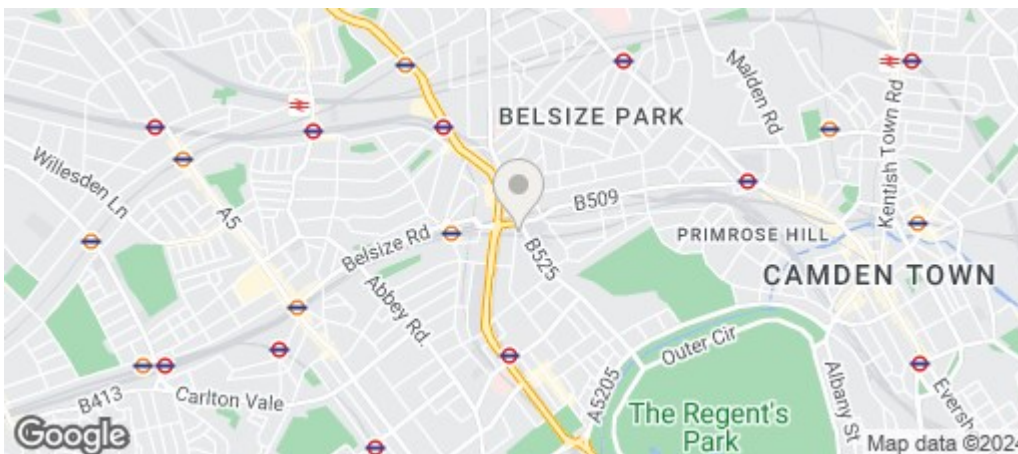 Malden Rd
BELSIZE PARK
Kentish Town Rd
Willesden Ln
A5
B509
Belsize Rd
B525
PRIMROSE HILL
CAMDEN TOWN
Abbey Rd.
Outer Cir
A5205
Albany St
Eversh
B413
Carlton Vale
The Regent's
Park
Google
Map data ©2024